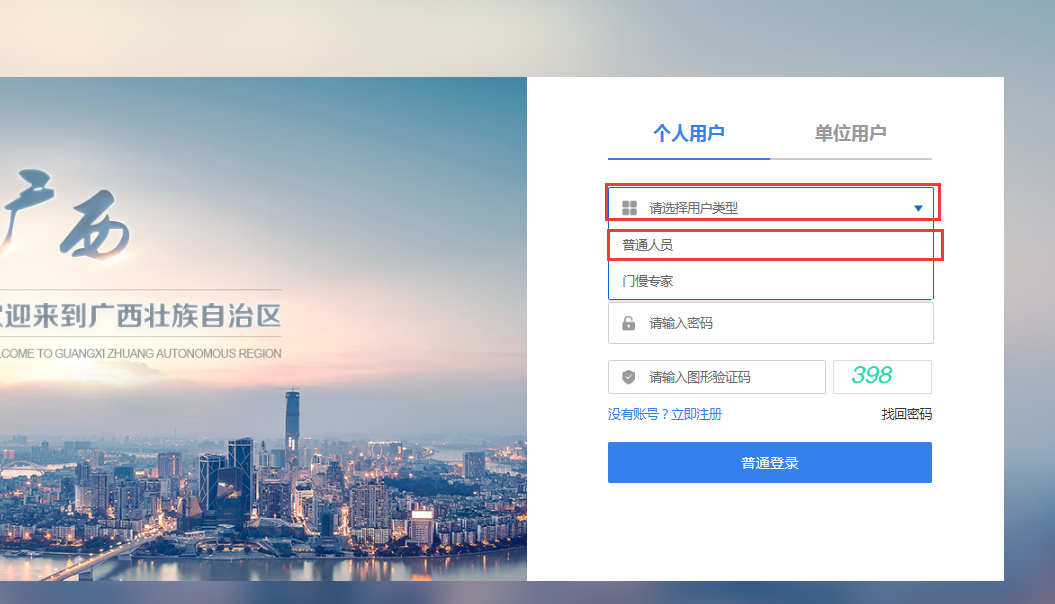 广西
欢迎来到广西壮族自治区
COME TO GUANGXI ZHUANG AUTONOMOUS REGION
个人用户
单位用户
请选择用户类型
普通人员
门慢专家
请输入密码
请输入图形验证码
398
没有账号？立即注册
找回密码
普通登录